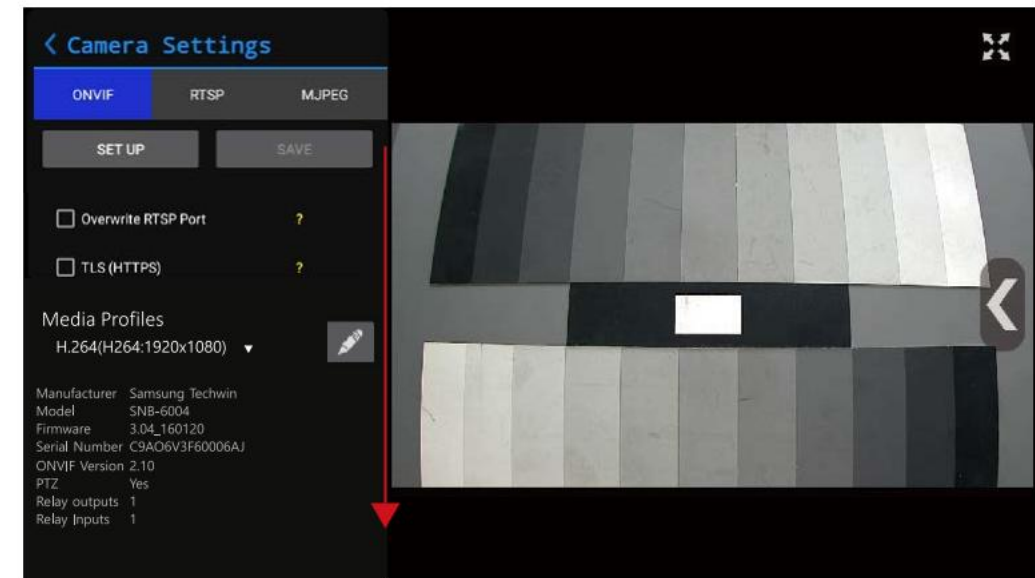 Camera Settings
ONVIF RTSP MJPEG
SET UP SAVE
Overwrite RTSP Port ?
TLS (HTTPS) ?
Media Profiles
H.264(H264:1920x1080)
Manufacturer Samsung Techwin
Model SNB-6004
Firmware 3.04_160120
Serial Number C9AO6V3F60006AJ
ONVIF Version 2.10
PTZ Yes
Relay outputs 1
Relay Inputs 1